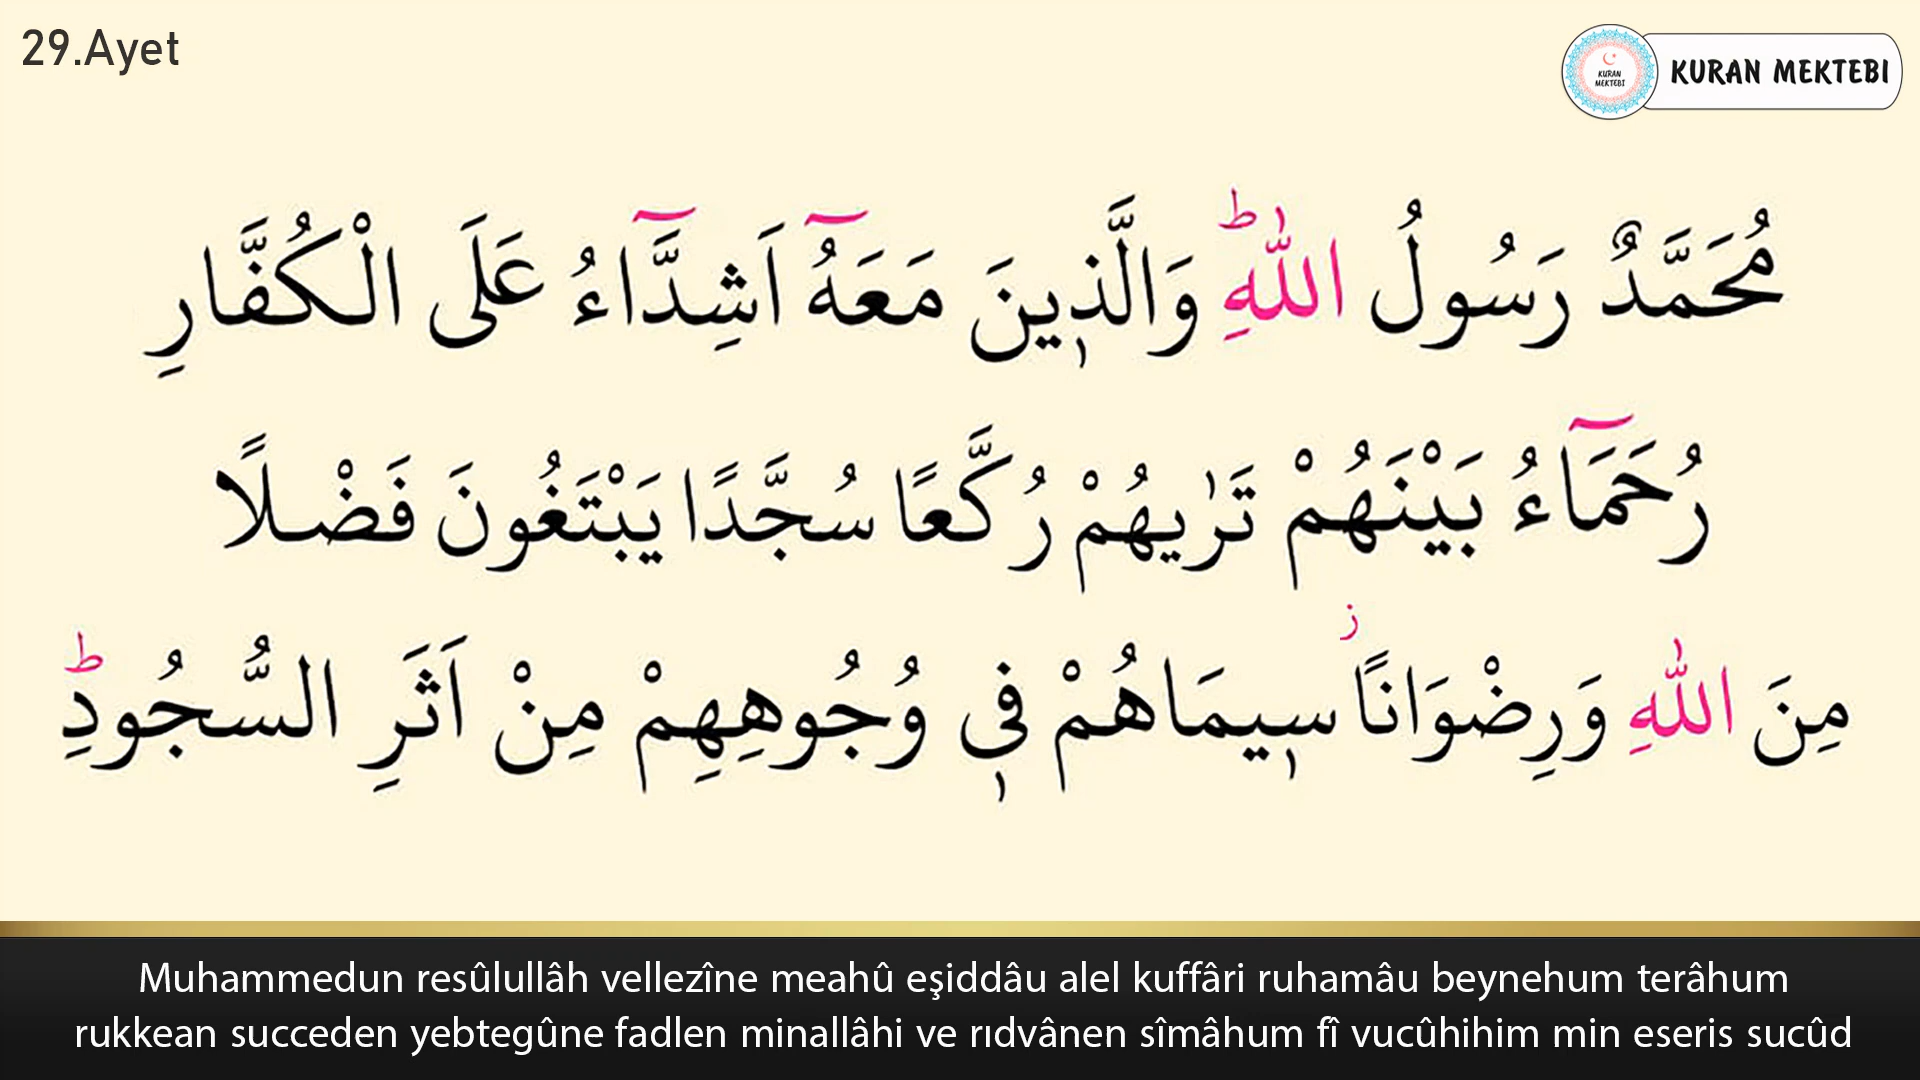 29.Ayet
KURAN MEKTEBI
KURAN
MEKTEBI
مُحَمَّدٌ رَسُولُ اللّٰهِۜ وَالَّذ۪ينَ مَعَهُٓ اَشِدَّٓاءُ عَلَى الْكُفَّارِ
رُحَمَٓاءُ بَيْنَهُمْ تَرٰيهُمْ رُكَّعًا سُجَّدًا يَبْتَغُونَ فَضْلًا
مِنَ اللّٰهِ وَرِضْوَانًاۘ س۪يمَاهُمْ ف۪ي وُجُوهِهِمْ مِنْ اَثَرِ السُّجُودِۜ
Muhammedun resûlullâh vellezîne meahû eşiddâu alel kuffâri ruhamâu beynehum terâhum
rukkean succeden yebtegûne fadlen minallâhi ve rıdvânen sîmâhum fî vucûhihim min eseris sucûd